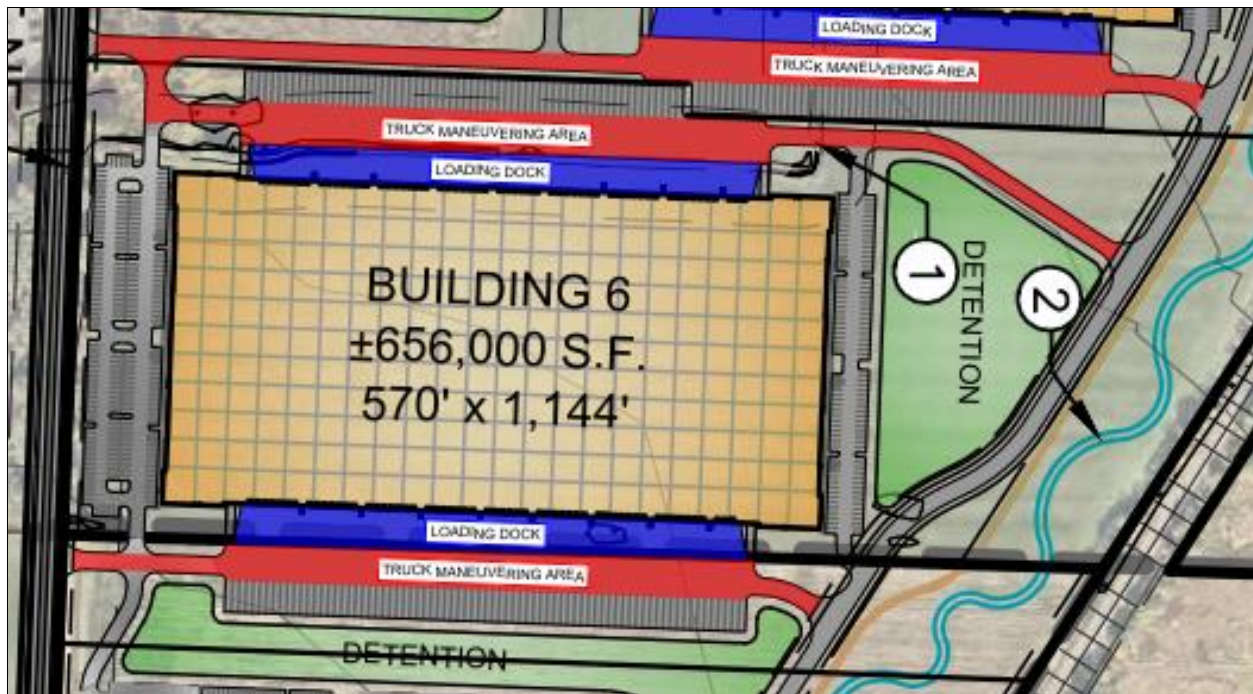 LOADING DOCK
TRUCK MANEUVERING AREA
TRUCK MANEUVERING AREA
LOADING DOCK
BUILDING 6
±656,000 S.F.
570' x 1,144'
1
DETENTION
2
LOADING DOCK
TRUCK MANEUVERING AREA
DETENTION